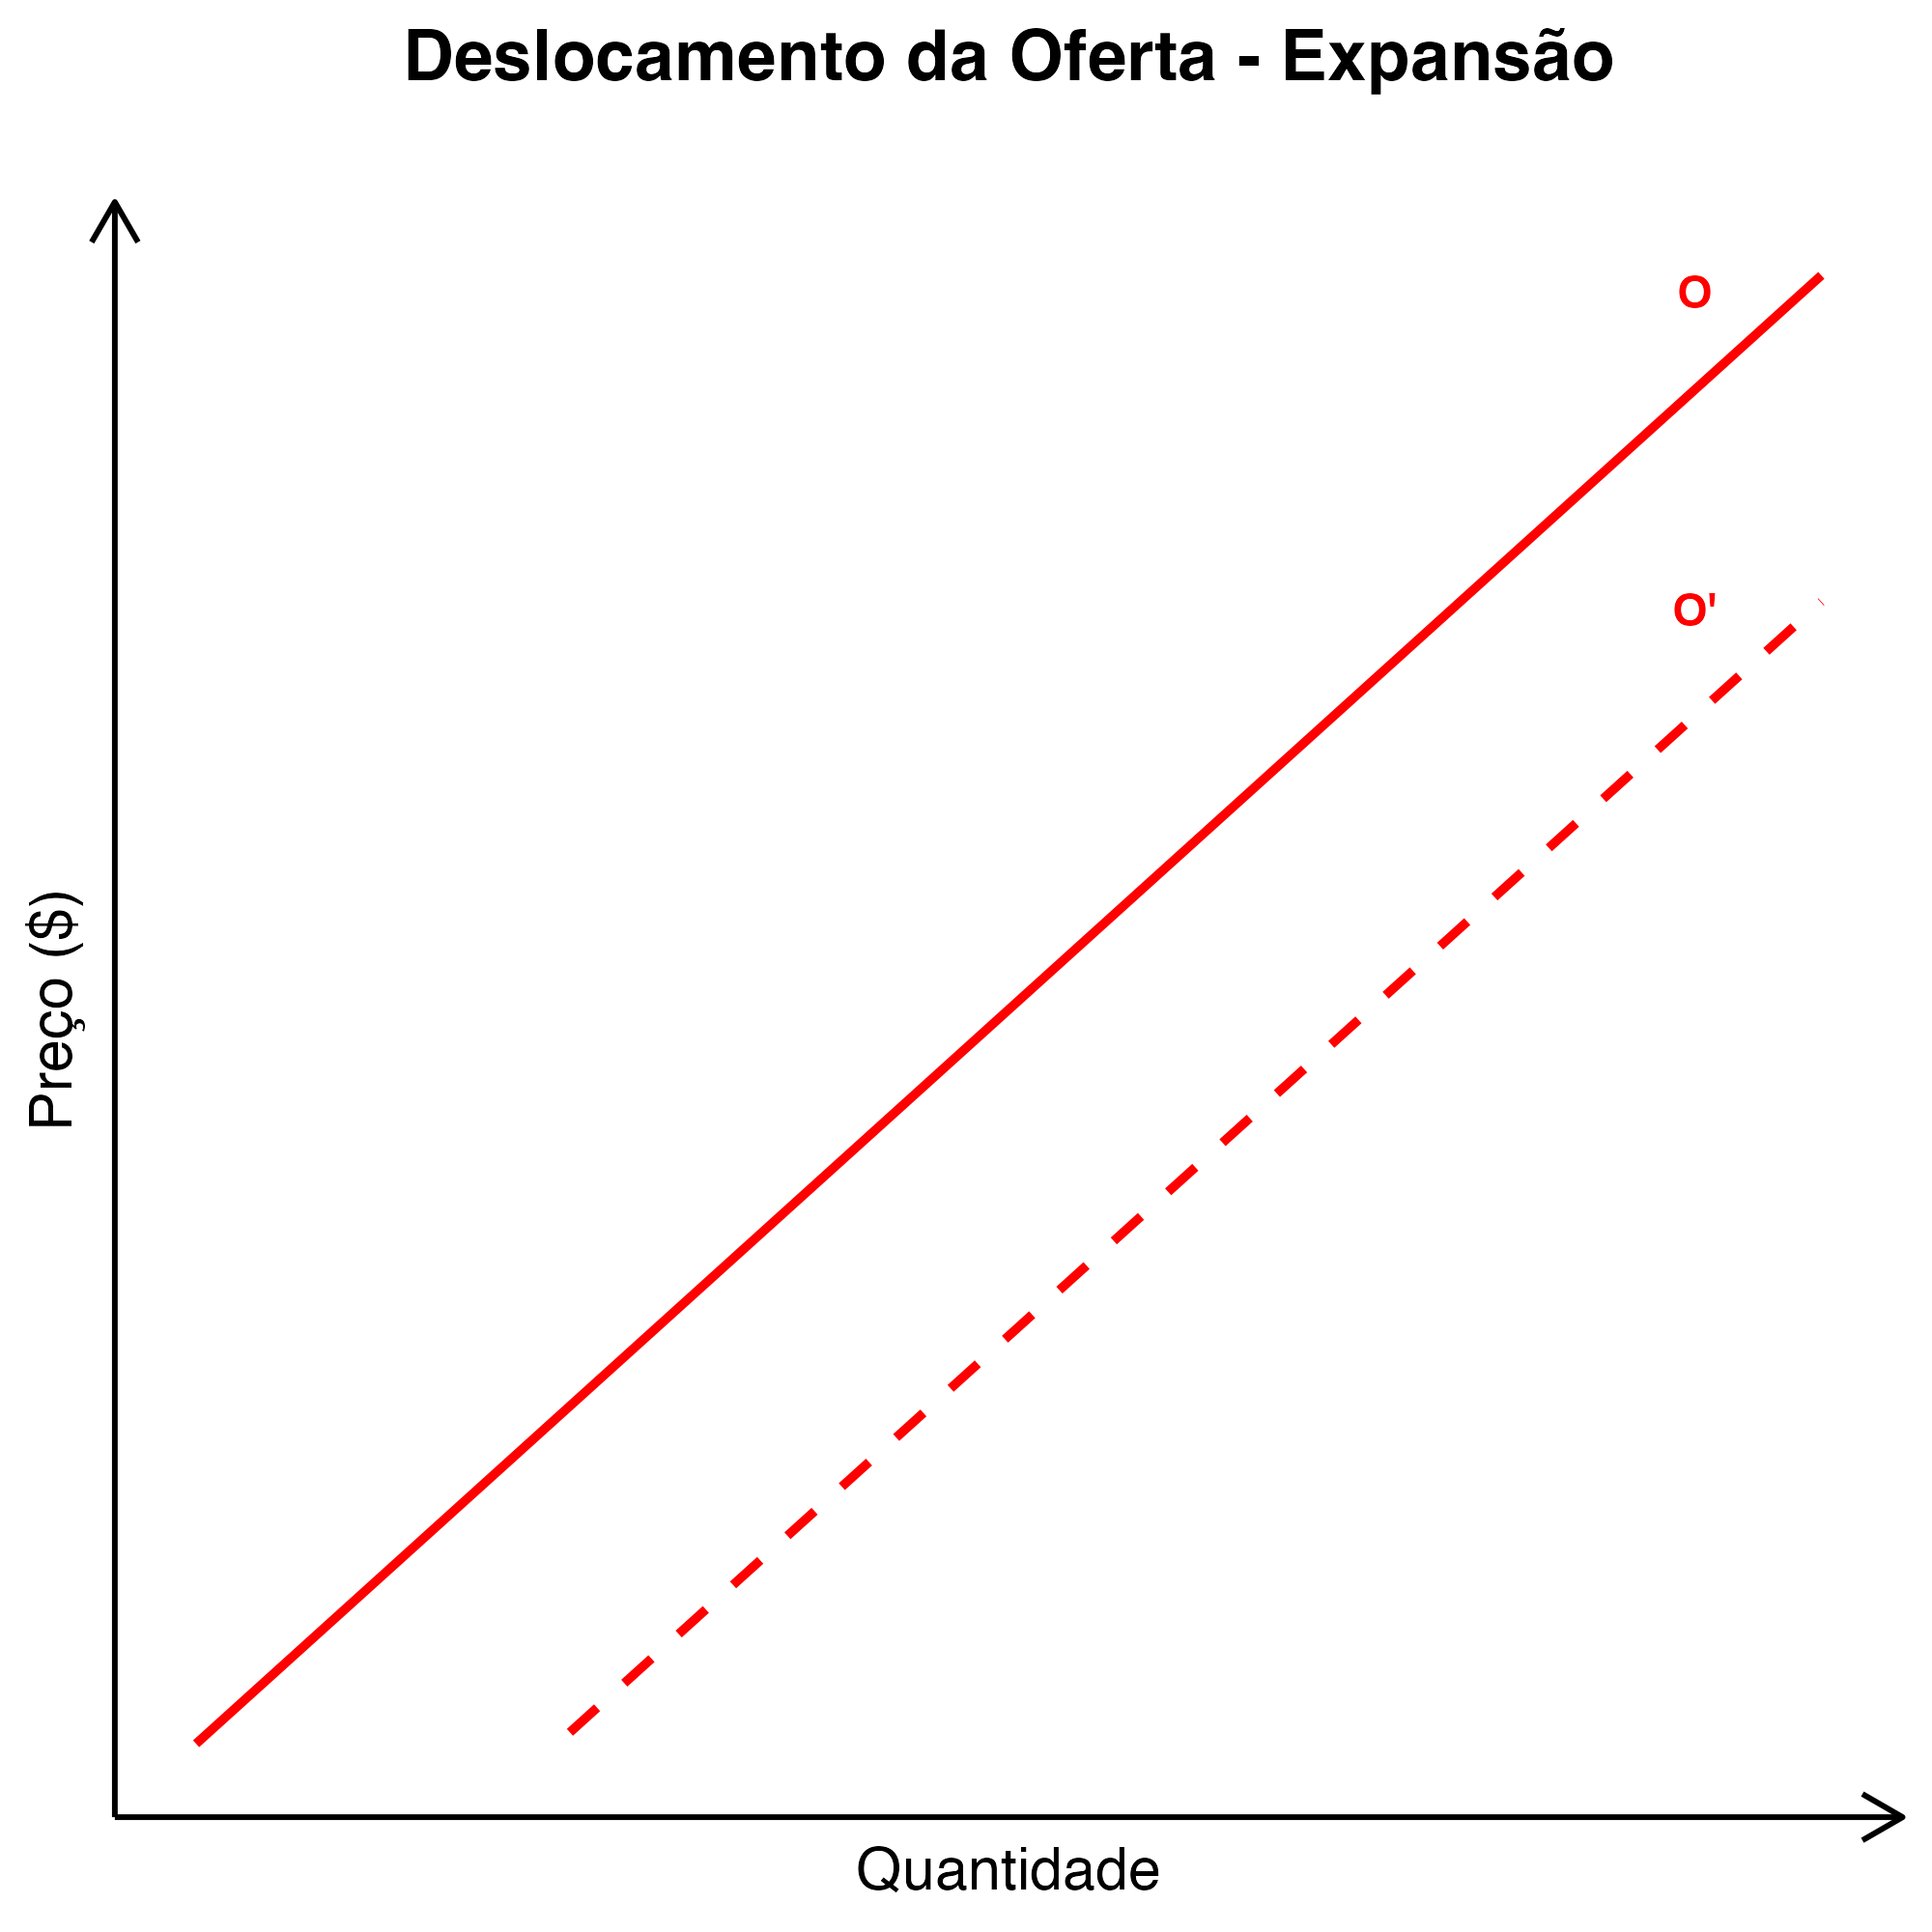 Deslocamento da Oferta - Expansão
O
O'
Preço ($)
Quantidade